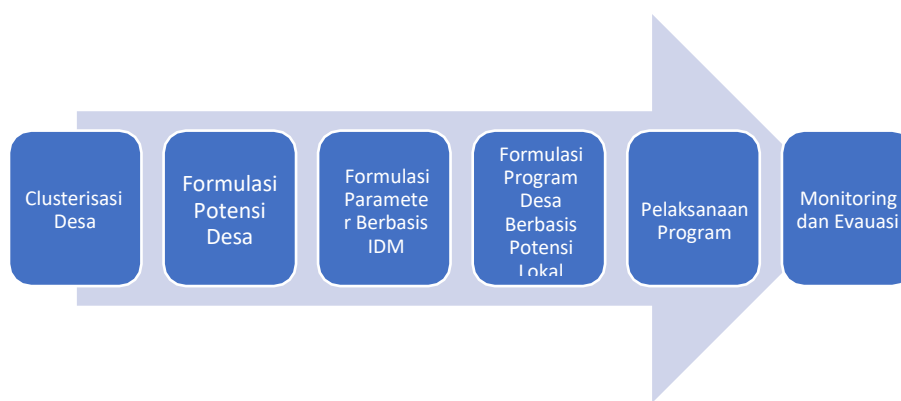 Clusterisasi
Desa
Formulasi
Potensi
Desa
Formulasi
Paramete
r Berbasis
IDM
Formulasi
Program
Desa
Berbasis
Potensi
Lokal
Pelaksanaan
Program
Monitoring
dan Evauasi